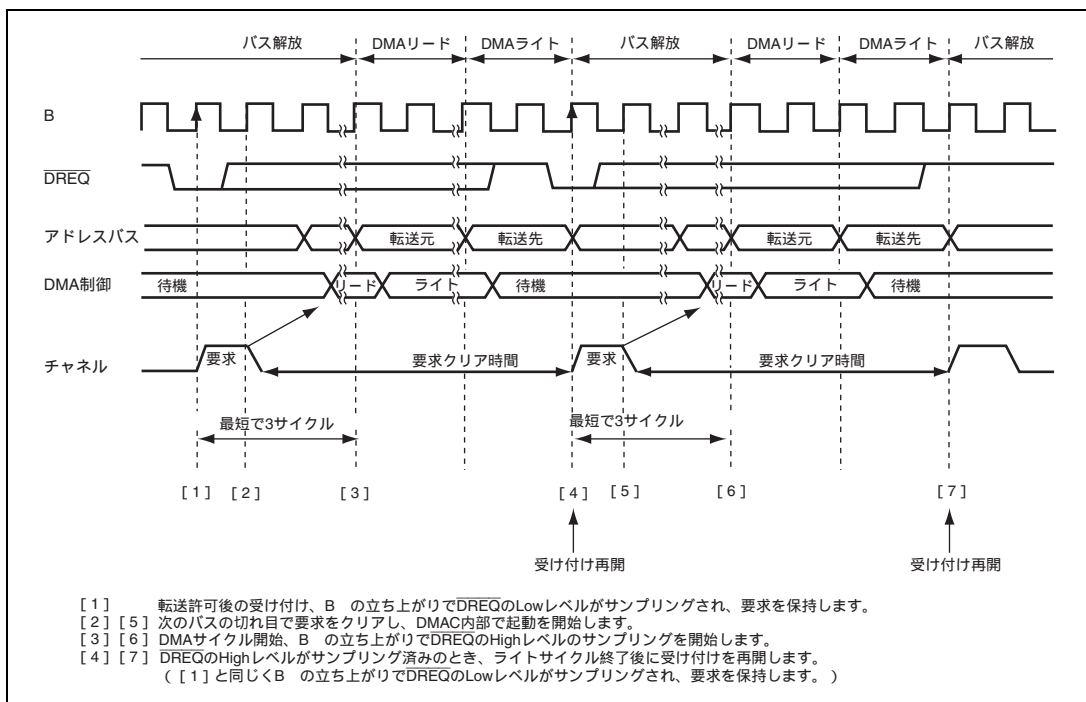 バス解放 DMAリード DMAライト バス解放 DMAリード DMAライト バス解放
B
DREQ
アドレスバス 転送元 転送先 転送元 転送先
DMA制御 待機 リード ライト 待機 リード ライト 待機
チャネル 要求 要求クリア時間 要求 要求クリア時間
最短で3サイクル 最短で3サイクル
[1] [2] [3] [4] [5] [6] [7]
受け付け再開 受け付け再開
[1] 転送許可後の受け付け、B の立ち上がりでDREQのLowレベルがサンプリングされ、要求を保持します。
[2] [5] 次のバスの切れ目で要求をクリアし、DMAC内部で起動を開始します。
[3] [6] DMAサイクル開始、B の立ち上がりでDREQのHighレベルのサンプリングを開始します。
[4] [7] DREQのHighレベルがサンプリング済みのとき、ライトサイクル終了後に受け付けを再開します。
([1]と同じくB の立ち上がりでDREQのLowレベルがサンプリングされ、要求を保持します。)